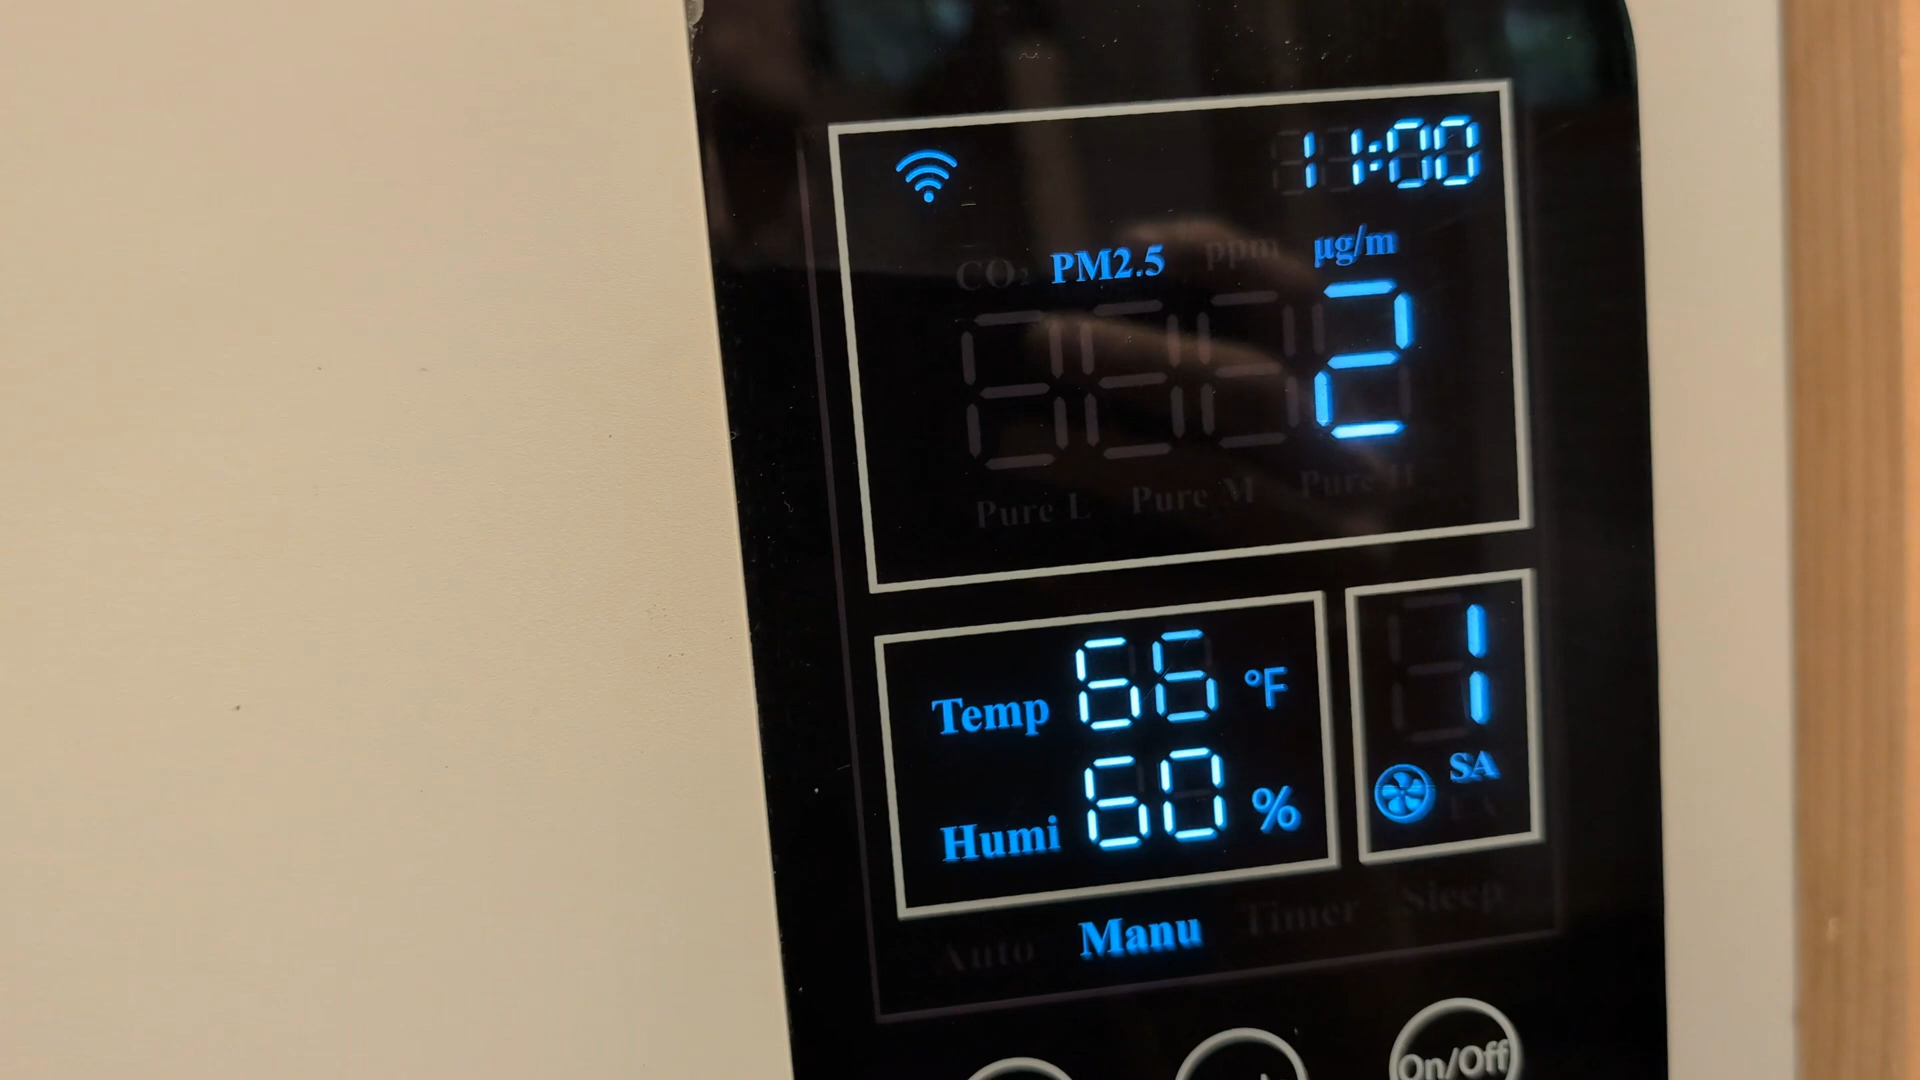 11:00
CO₂ PM2.5 ppm µg/m
2
Pure L Pure M Pure H
Temp 66 °F
Humi 60 %
1
SA
Auto Manu Timer Sleep
On/Off